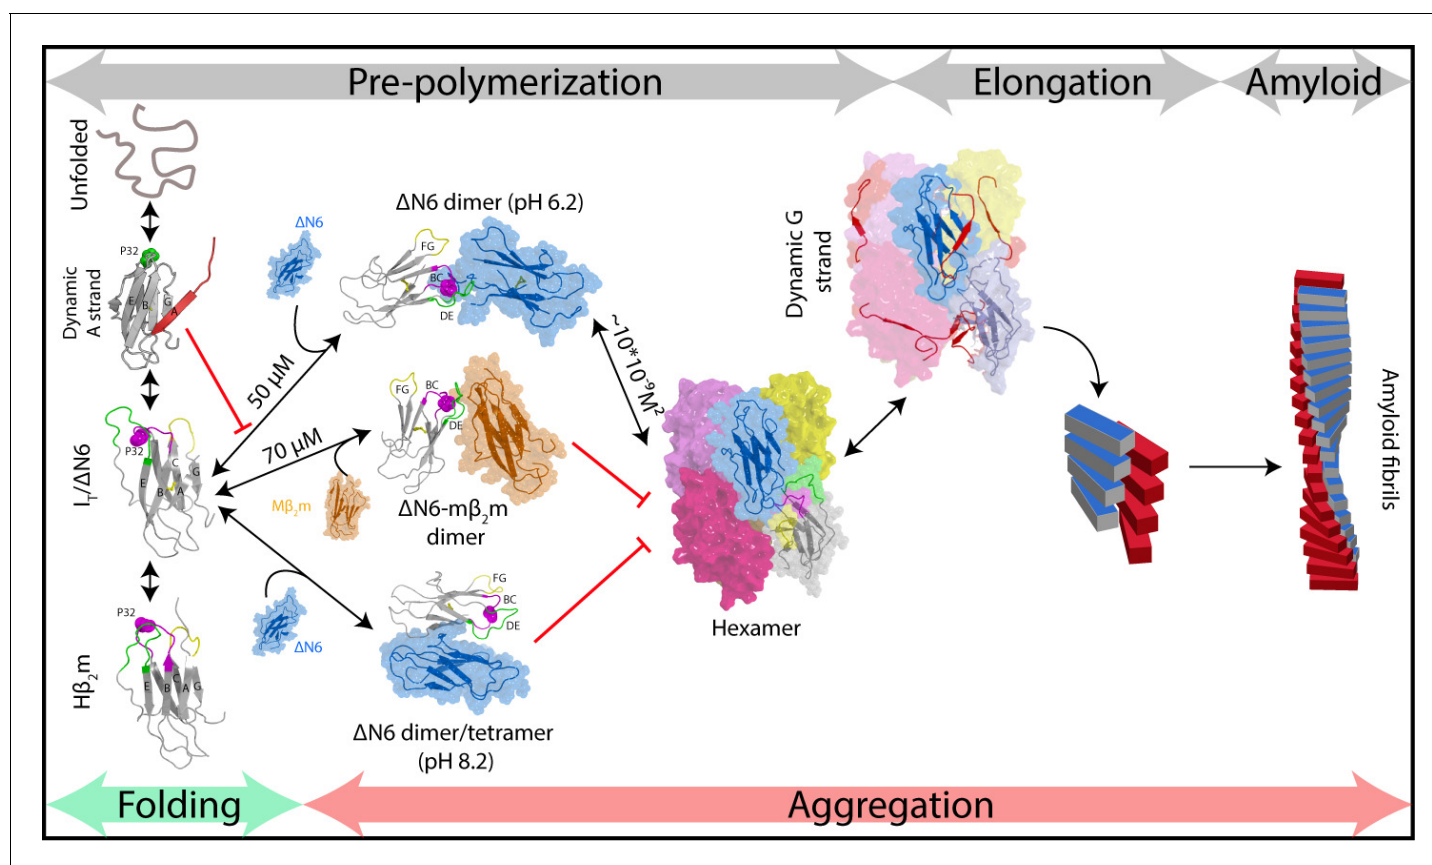 Pre-polymerization
Elongation
Amyloid
Unfolded
P32
E
B
G
A
Dynamic
A strand
P32
C
G
E
B
A
I_T/ΔN6
P32
C
E
B
A
G
Hβ₂m
ΔN6
50 μM
70 μM
Mβ₂m
ΔN6
ΔN6 dimer (pH 6.2)
FG
BC
DE
FG
BC
DE
ΔN6-mβ₂m
dimer
FG
BC
DE
ΔN6 dimer/tetramer
(pH 8.2)
~10*10⁻⁹M²
Hexamer
Dynamic G
strand
Amyloid fibrils
Folding
Aggregation